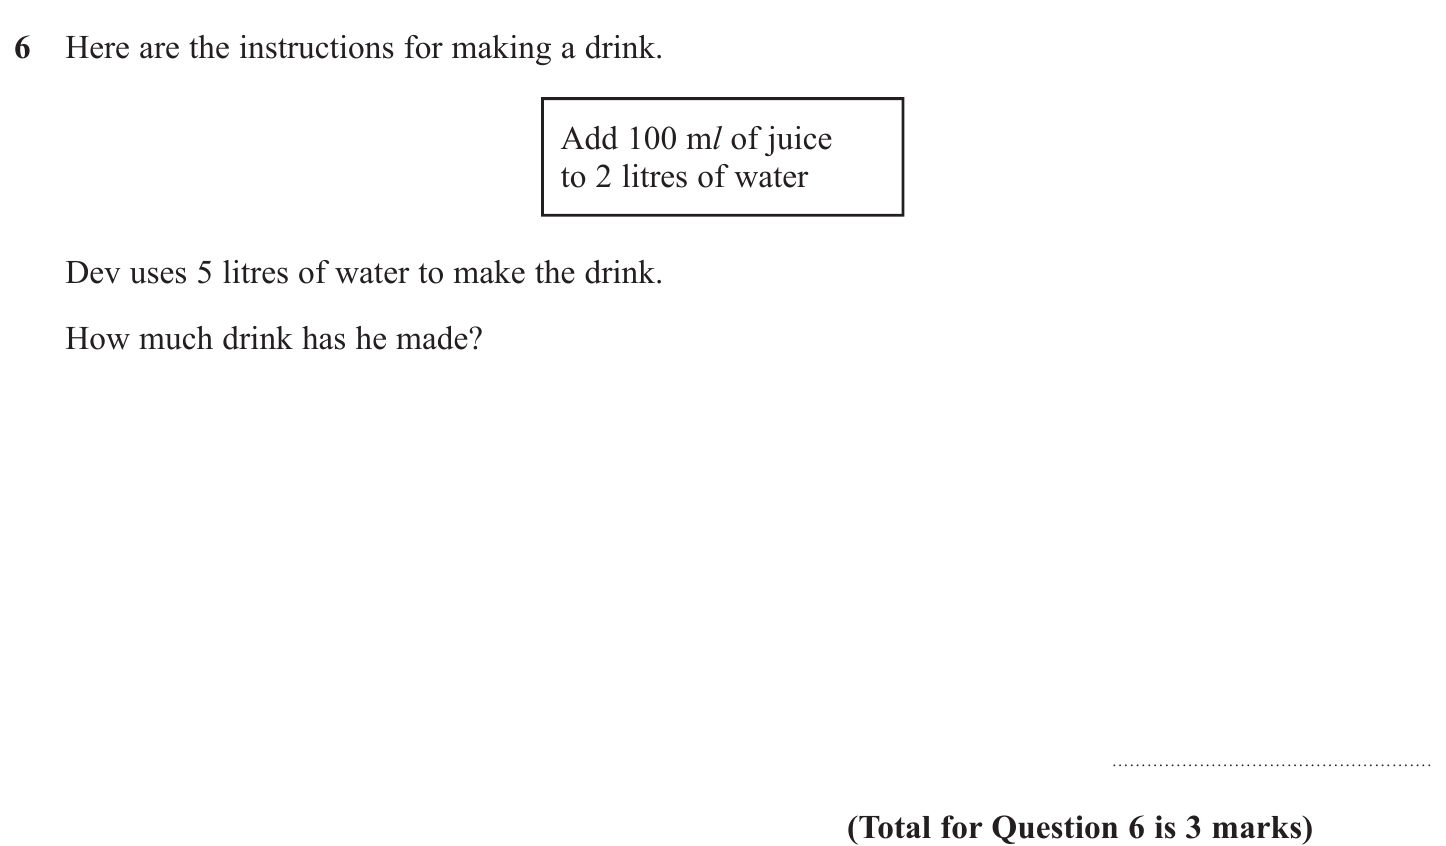 6 Here are the instructions for making a drink.
Add 100 ml of juice
to 2 litres of water
Dev uses 5 litres of water to make the drink.
How much drink has he made?
(Total for Question 6 is 3 marks)